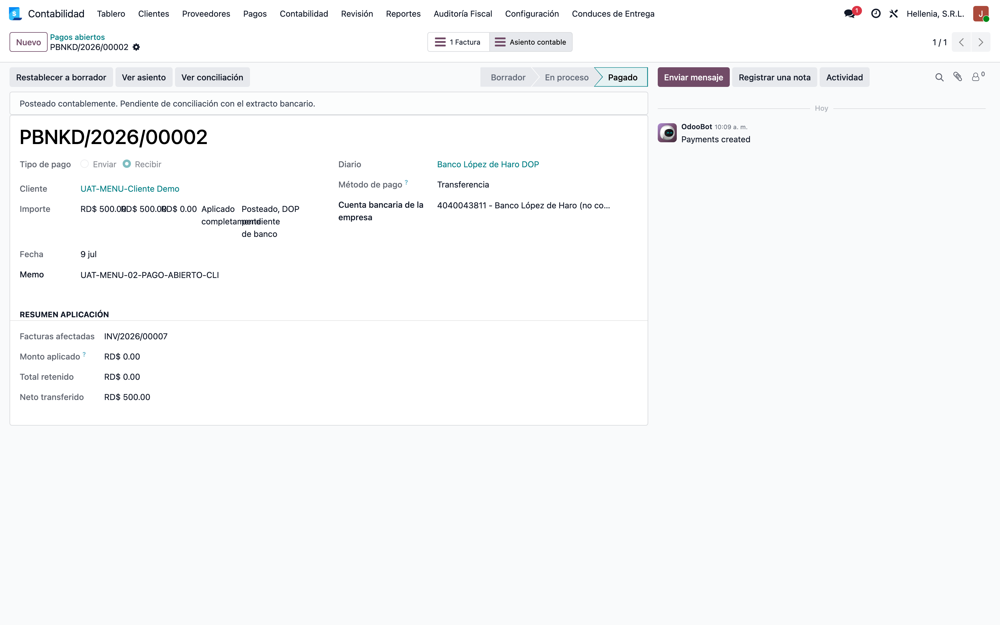 Contabilidad Tablero Clientes Proveedores Pagos Contabilidad Revisión Reportes Auditoría Fiscal Configuración Conduces de Entrega 1 Hellenia, S.R.L. J
Nuevo Pagos abiertos
PBNKD/2026/00002
1 Factura Asiento contable
1 / 1
Restablecer a borrador Ver asiento Ver conciliación Borrador En proceso Pagado Enviar mensaje Registrar una nota Actividad 0
Posteado contablemente. Pendiente de conciliación con el extracto bancario.
Hoy
OdooBot 10:09 a. m.
Payments created
PBNKD/2026/00002
Tipo de pago Enviar Recibir
Cliente UAT-MENU-Cliente Demo
Importe RD$ 500.00 RD$ 500.00 RD$ 0.00 Aplicado completamente Posteado, pendiente de banco DOP
Fecha 9 jul
Memo UAT-MENU-02-PAGO-ABIERTO-CLI
Diario Banco López de Haro DOP
Método de pago ? Transferencia
Cuenta bancaria de la empresa 4040043811 - Banco López de Haro (no co...
RESUMEN APLICACIÓN
Facturas afectadas INV/2026/00007
Monto aplicado ? RD$ 0.00
Total retenido RD$ 0.00
Neto transferido RD$ 500.00